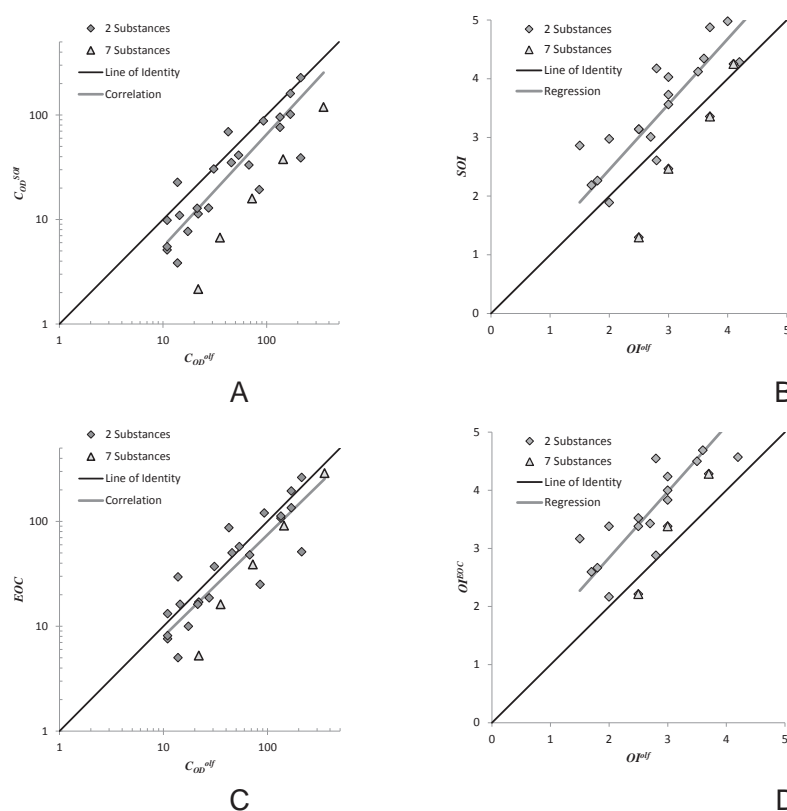 A
2 Substances
7 Substances
Line of Identity
Correlation
100
10
1
1
10
100
C_OD^SOI
C_OD^olf
A
B
2 Substances
7 Substances
Line of Identity
Regression
5
4
3
2
1
0
0
1
2
3
4
5
SOI
OI^olf
B
C
2 Substances
7 Substances
Line of Identity
Correlation
100
10
1
1
10
100
EOC
C_OD^olf
C
D
2 Substances
7 Substances
Line of Identity
Regression
5
4
3
2
1
0
0
1
2
3
4
5
OI^EOC
OI^olf
D